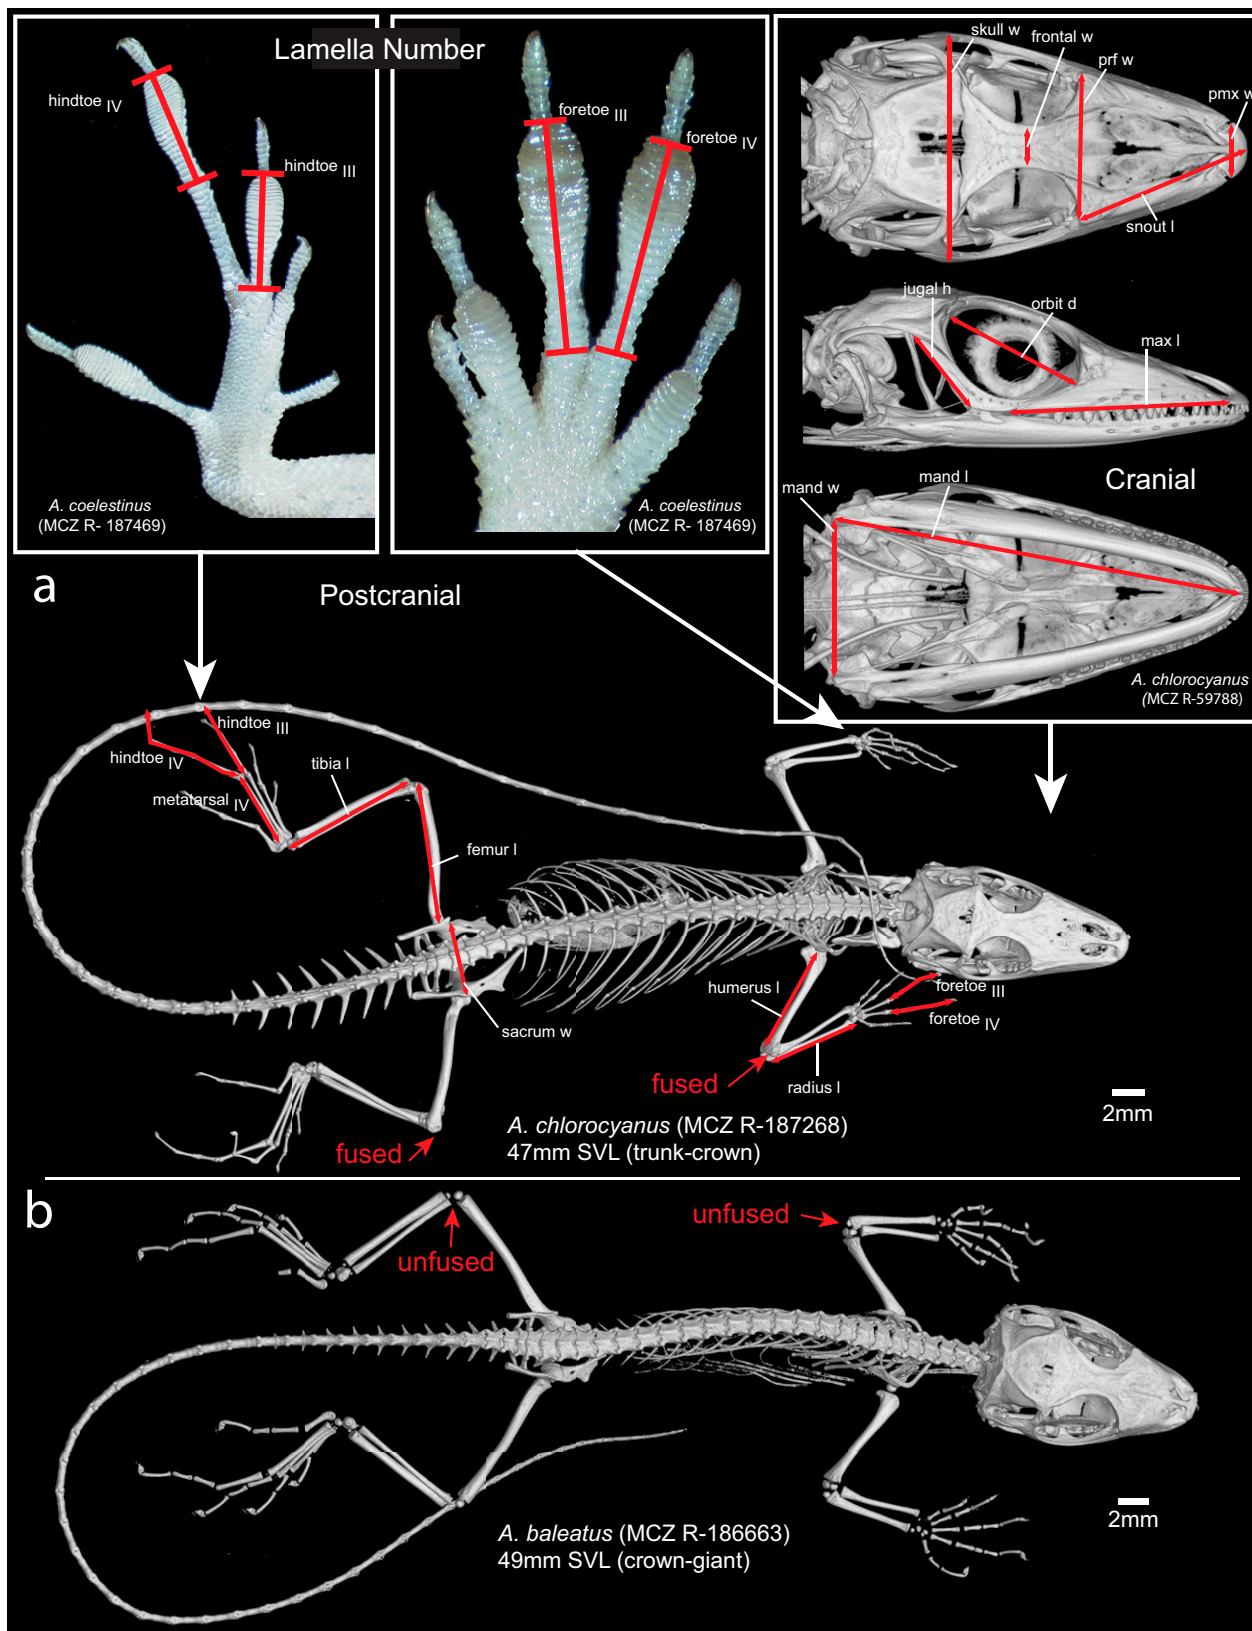 Lamella Number
hindtoe IV
hindtoe III
A. coelestinus
(MCZ R- 187469)
foretoe III
foretoe IV
A. coelestinus
(MCZ R- 187469)
skull w
frontal w
prf w
pmx w
snout l
jugal h
orbit d
max l
Cranial
mand w
mand l
A. chlorocyanus
(MCZ R-59788)
a
Postcranial
hindtoe III
hindtoe IV
tibia l
metatarsal IV
femur l
sacrum w
humerus l
foretoe III
foretoe IV
radius l
fused
fused
A. chlorocyanus (MCZ R-187268)
47mm SVL (trunk-crown)
2mm
b
unfused
unfused
A. baleatus (MCZ R-186663)
49mm SVL (crown-giant)
2mm